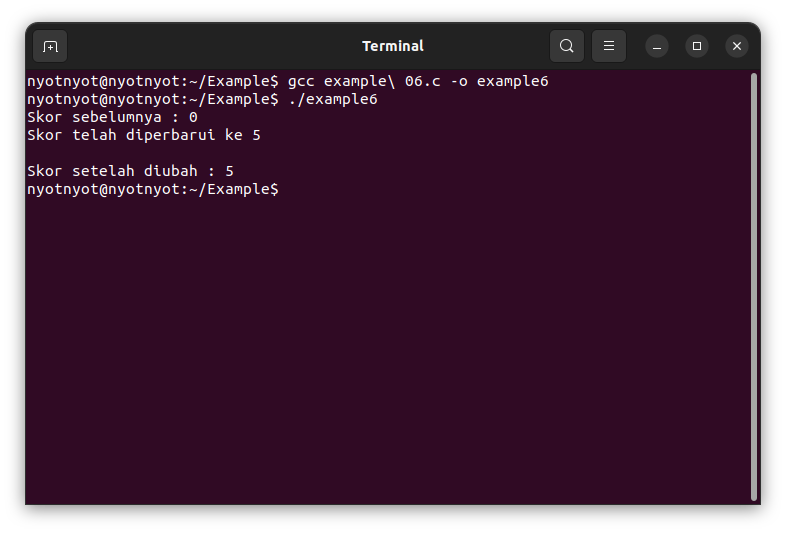 Terminal
nyotnyot@nyotnyot:~/Example$ gcc example\ 06.c -o example6
nyotnyot@nyotnyot:~/Example$ ./example6
Skor sebelumnya : 0
Skor telah diperbarui ke 5
Skor setelah diubah : 5
nyotnyot@nyotnyot:~/Example$